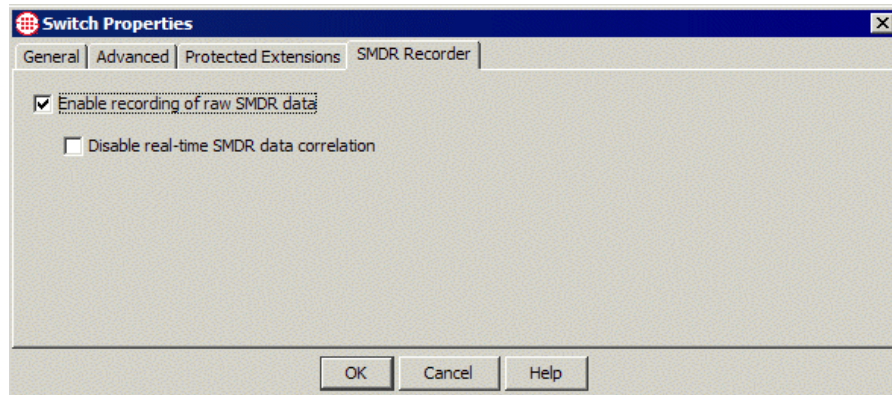 Switch Properties
General Advanced Protected Extensions SMDR Recorder
Enable recording of raw SMDR data
Disable real-time SMDR data correlation
OK Cancel Help